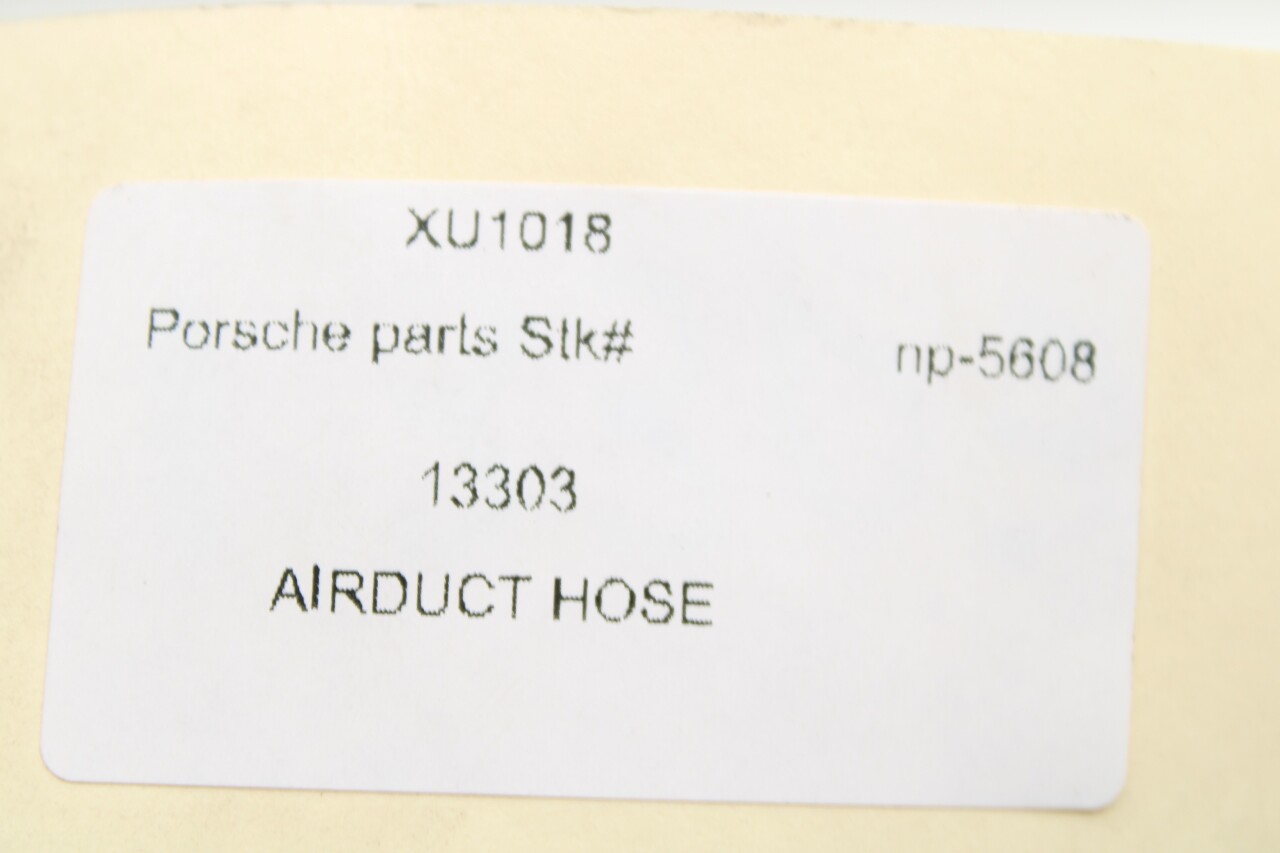 XU1018
Porsche parts Stk# np-5608
13303
AIRDUCT HOSE